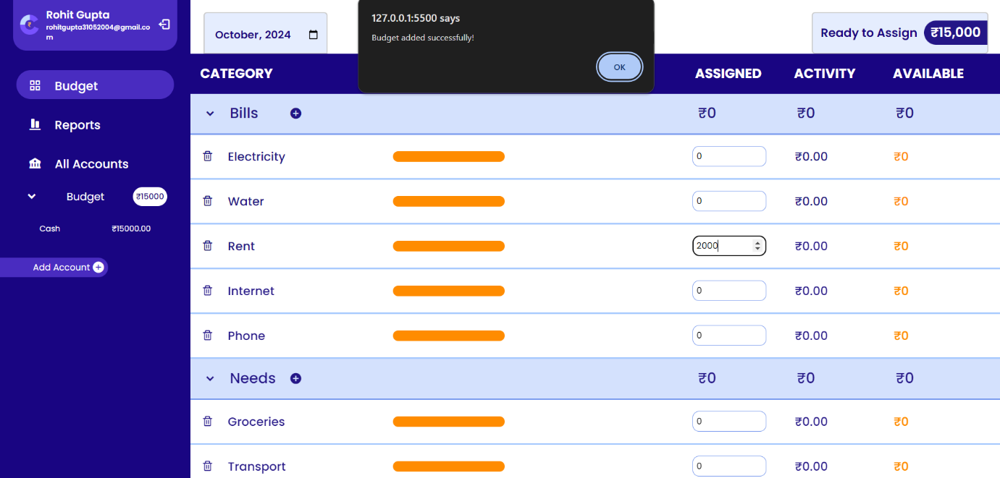 Rohit Gupta
rohitgupta31052004@gmail.co
m
Budget
Reports
All Accounts
Budget ₹15000
Cash ₹15000.00
Add Account
October, 2024
127.0.0.1:5500 says
Budget added successfully!
OK
Ready to Assign ₹15,000
CATEGORY ASSIGNED ACTIVITY AVAILABLE
Bills ₹0 ₹0 ₹0
Electricity 0 ₹0.00 ₹0
Water 0 ₹0.00 ₹0
Rent 2000 ₹0.00 ₹0
Internet 0 ₹0.00 ₹0
Phone 0 ₹0.00 ₹0
Needs ₹0 ₹0 ₹0
Groceries 0 ₹0.00 ₹0
Transport 0 ₹0.00 ₹0